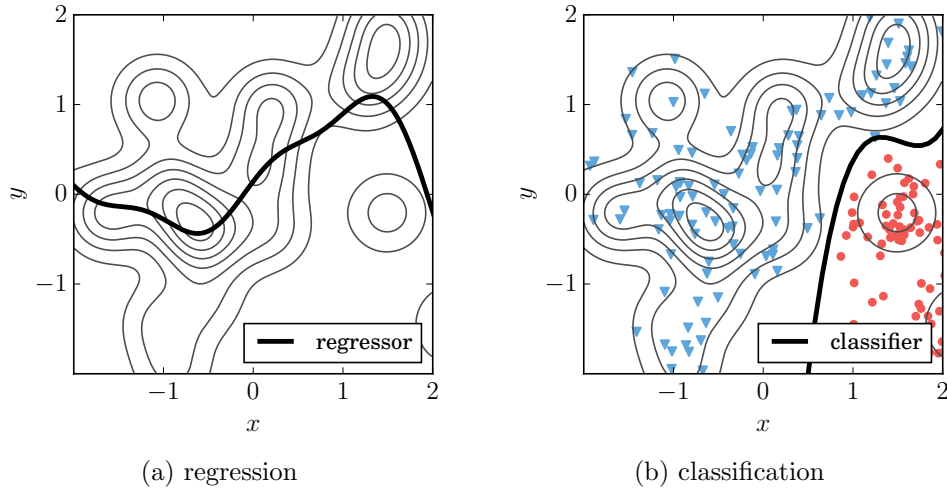 2
1
0
−1
y
−1
0
1
2
x
regressor
(a) regression
2
1
0
−1
y
−1
0
1
2
x
classifier
(b) classification